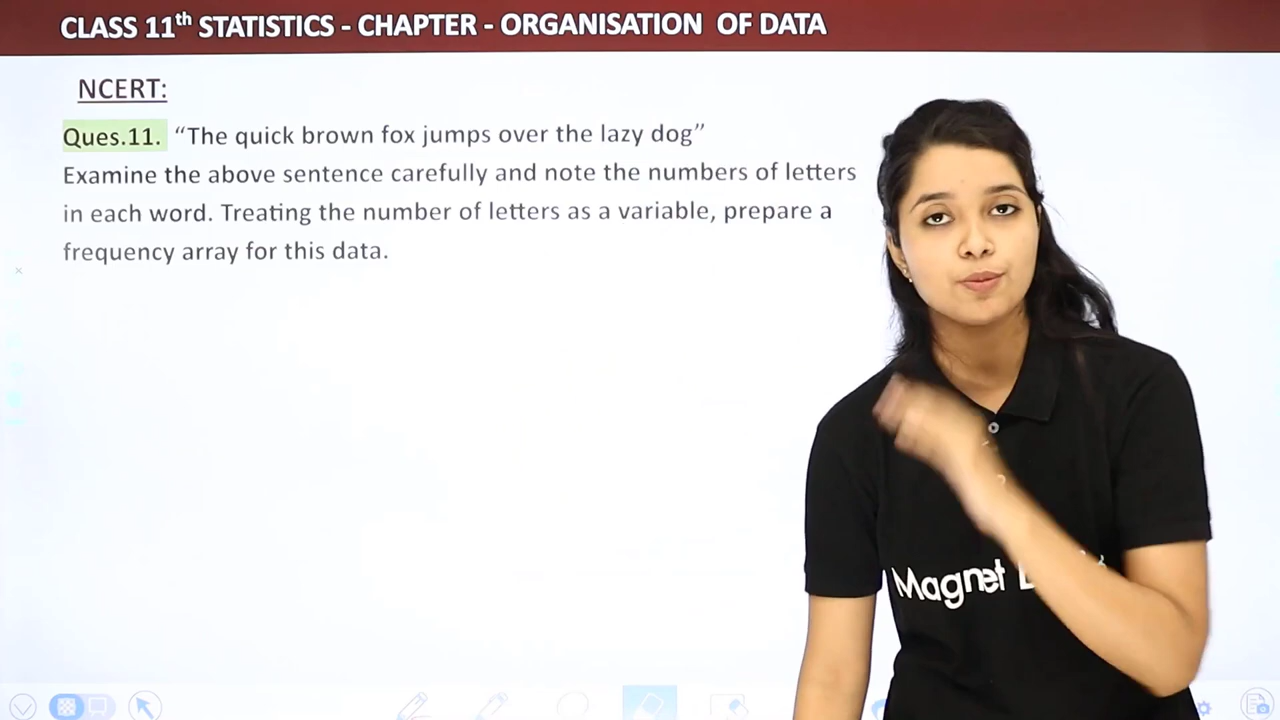 CLASS 11th STATISTICS - CHAPTER - ORGANISATION OF DATA
NCERT:
Ques.11. “The quick brown fox jumps over the lazy dog”
Examine the above sentence carefully and note the numbers of letters
in each word. Treating the number of letters as a variable, prepare a
frequency array for this data.
Magnet